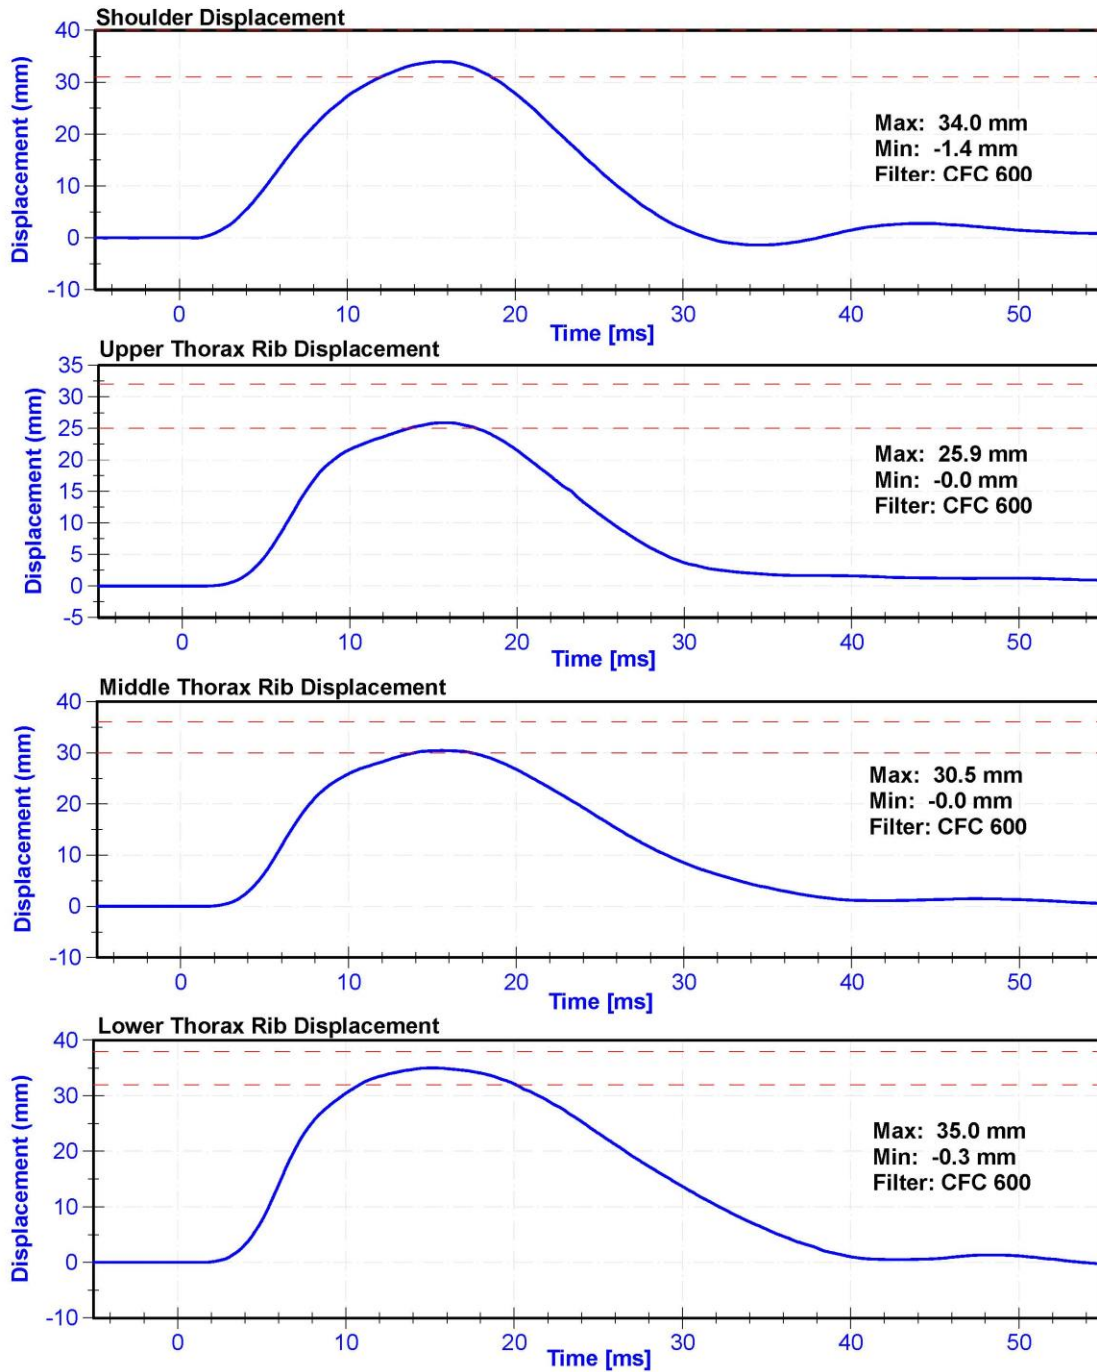 Shoulder Displacement
Displacement (mm)
40
30
20
10
0
-10
Max: 34.0 mm
Min: -1.4 mm
Filter: CFC 600
0 10 20 30 40 50
Time [ms]
Upper Thorax Rib Displacement
Displacement (mm)
35
30
25
20
15
10
5
0
-5
Max: 25.9 mm
Min: -0.0 mm
Filter: CFC 600
0 10 20 30 40 50
Time [ms]
Middle Thorax Rib Displacement
Displacement (mm)
40
30
20
10
0
-10
Max: 30.5 mm
Min: -0.0 mm
Filter: CFC 600
0 10 20 30 40 50
Time [ms]
Lower Thorax Rib Displacement
Displacement (mm)
40
30
20
10
0
-10
Max: 35.0 mm
Min: -0.3 mm
Filter: CFC 600
0 10 20 30 40 50
Time [ms]